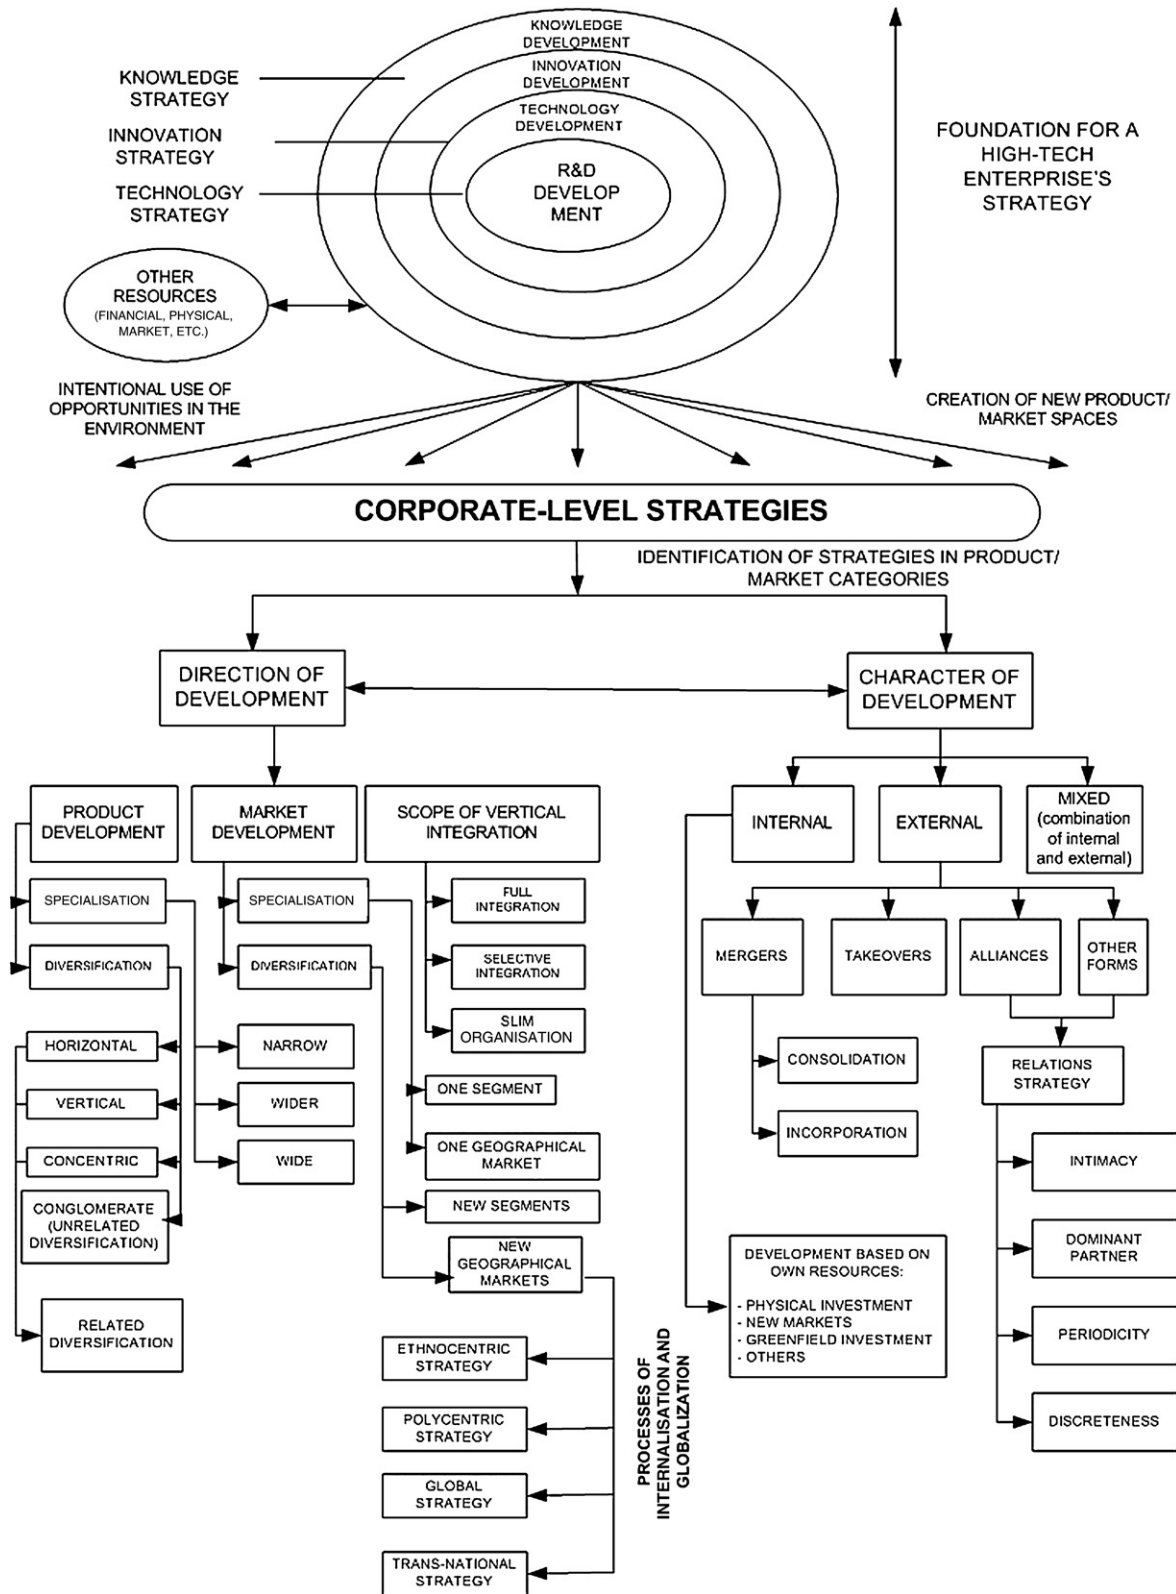 KNOWLEDGE
DEVELOPMENT
INNOVATION
DEVELOPMENT
TECHNOLOGY
DEVELOPMENT
R&D
DEVELOP
MENT
KNOWLEDGE
STRATEGY
INNOVATION
STRATEGY
TECHNOLOGY
STRATEGY
FOUNDATION FOR A
HIGH-TECH
ENTERPRISE'S
STRATEGY
OTHER
RESOURCES
(FINANCIAL, PHYSICAL,
MARKET, ETC.)
INTENTIONAL USE OF
OPPORTUNITIES IN THE
ENVIRONMENT
CREATION OF NEW PRODUCT/
MARKET SPACES
CORPORATE-LEVEL STRATEGIES
IDENTIFICATION OF STRATEGIES IN PRODUCT/
MARKET CATEGORIES
DIRECTION OF
DEVELOPMENT
CHARACTER OF
DEVELOPMENT
PRODUCT
DEVELOPMENT
MARKET
DEVELOPMENT
SCOPE OF VERTICAL
INTEGRATION
INTERNAL
EXTERNAL
MIXED
(combination
of internal
and external)
SPECIALISATION
DIVERSIFICATION
HORIZONTAL
VERTICAL
CONCENTRIC
CONGLOMERATE
(UNRELATED
DIVERSIFICATION)
RELATED
DIVERSIFICATION
SPECIALISATION
DIVERSIFICATION
NARROW
WIDER
WIDE
FULL
INTEGRATION
SELECTIVE
INTEGRATION
SLIM
ORGANISATION
ONE SEGMENT
ONE GEOGRAPHICAL
MARKET
NEW SEGMENTS
NEW
GEOGRAPHICAL
MARKETS
ETHNOCENTRIC
STRATEGY
POLYCENTRIC
STRATEGY
GLOBAL
STRATEGY
TRANS-NATIONAL
STRATEGY
PROCESSES OF
INTERNALISATION AND
GLOBALIZATION
MERGERS
TAKEOVERS
ALLIANCES
OTHER
FORMS
CONSOLIDATION
INCORPORATION
RELATIONS
STRATEGY
INTIMACY
DOMINANT
PARTNER
PERIODICITY
DISCRETENESS
DEVELOPMENT BASED ON
OWN RESOURCES:
- PHYSICAL INVESTMENT
- NEW MARKETS
- GREENFIELD INVESTMENT
- OTHERS